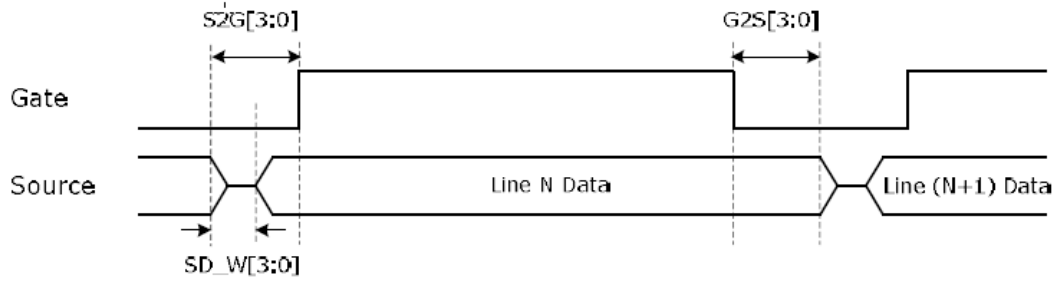 S2G[3:0] G2S[3:0]
Gate
Source Line N Data Line (N+1) Data
SD_W[3:0]